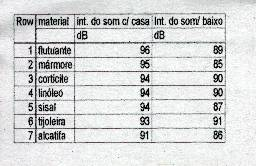 Row material int. do som c/ casa Int. do som/ baixo
dB dB
1 flutuante 96 89
2 mármore 95 85
3 corticite 94 90
4 linóleo 94 90
5 sisal 94 87
6 tijoleira 93 91
7 alcatifa 91 86